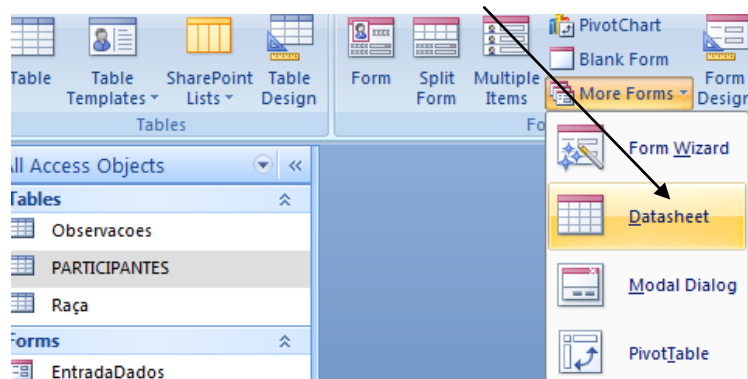 Table
Table Templates
SharePoint Lists
Table Design
Tables
Form
Split Form
Multiple Items
PivotChart
Blank Form
More Forms
Form Design
Fo
All Access Objects
Tables
Observacoes
PARTICIPANTES
Raça
Forms
EntradaDados
Form Wizard
Datasheet
Modal Dialog
PivotTable